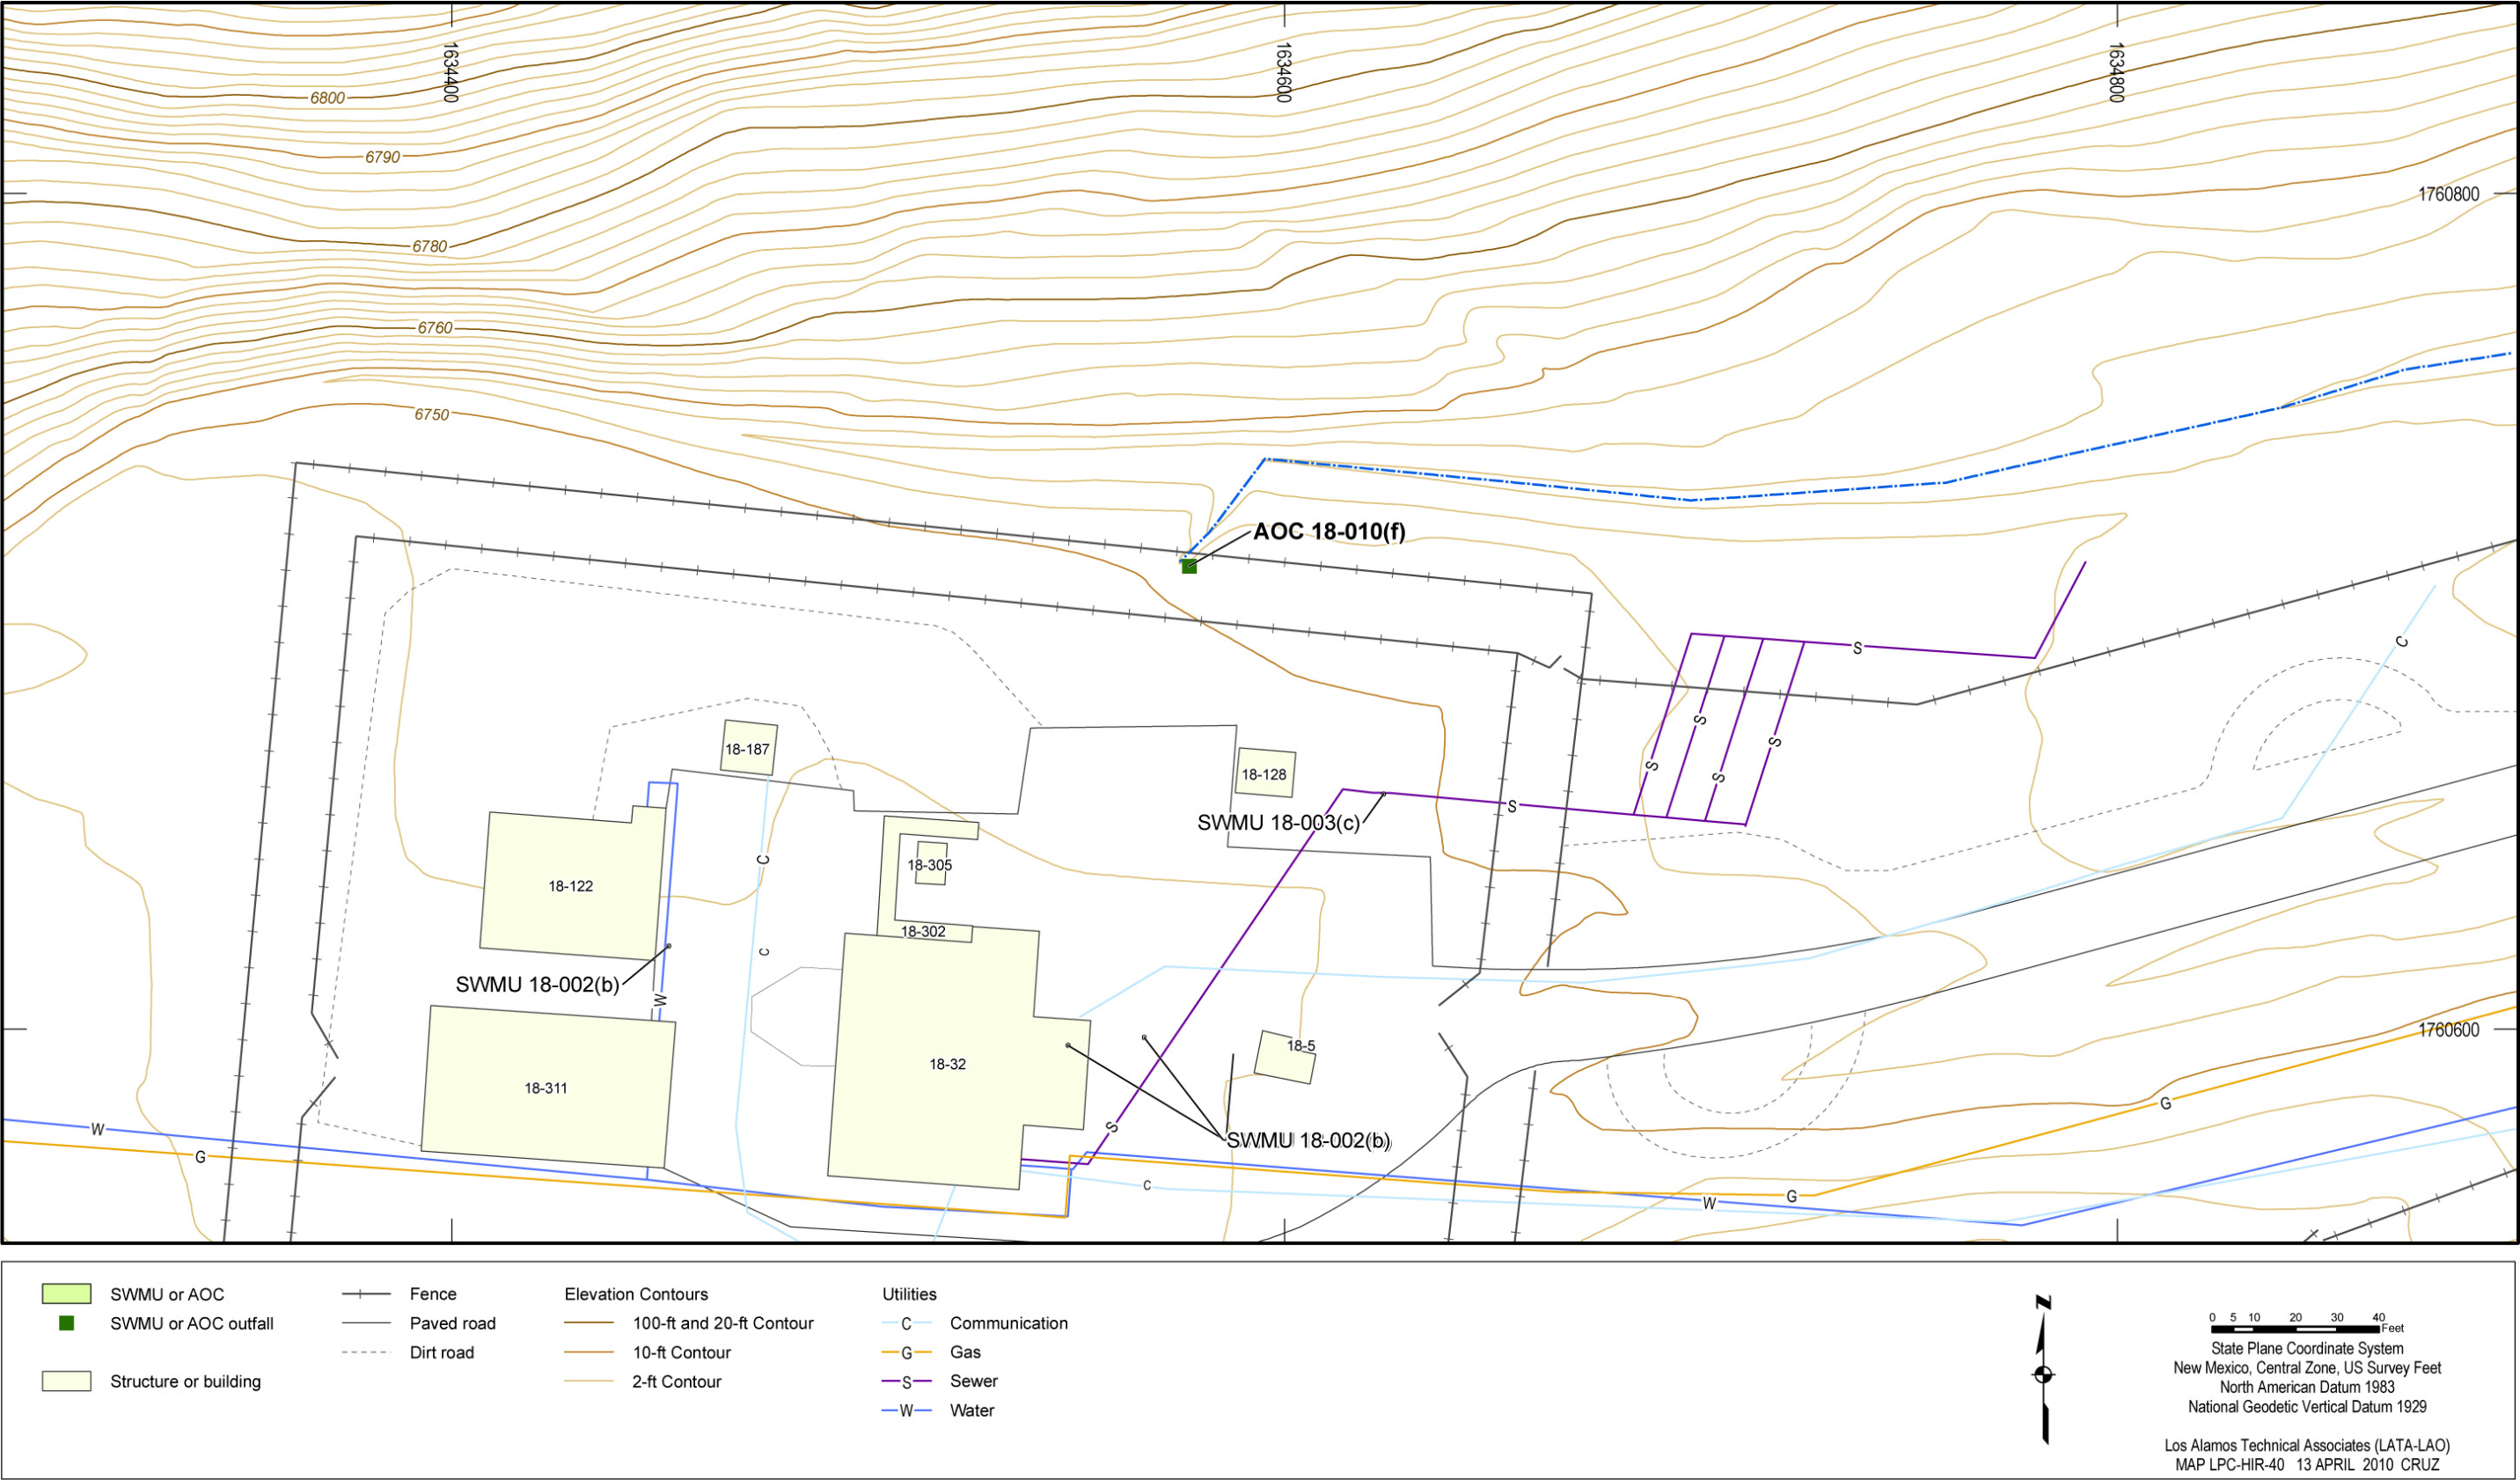 1634400
1634600
1634800
6800
6790
1760800
6780
6760
6750
AOC 18-010(f)
S
C
18-187
S
S
18-128
S
S
S
SWMU 18-003(c)
C
18-305
18-122
18-302
C
SWMU 18-002(b)
W
1760600
18-5
18-32
18-311
G
W
S
SWMU 18-002(b)
G
C
G
W
SWMU or AOC
SWMU or AOC outfall
Structure or building
Fence
Paved road
Dirt road
Elevation Contours
100-ft and 20-ft Contour
10-ft Contour
2-ft Contour
Utilities
C Communication
G Gas
S Sewer
W Water
N
0 5 10 20 30 40
Feet
State Plane Coordinate System
New Mexico, Central Zone, US Survey Feet
North American Datum 1983
National Geodetic Vertical Datum 1929
Los Alamos Technical Associates (LATA-LAO)
MAP LPC-HIR-40 13 APRIL 2010 CRUZ